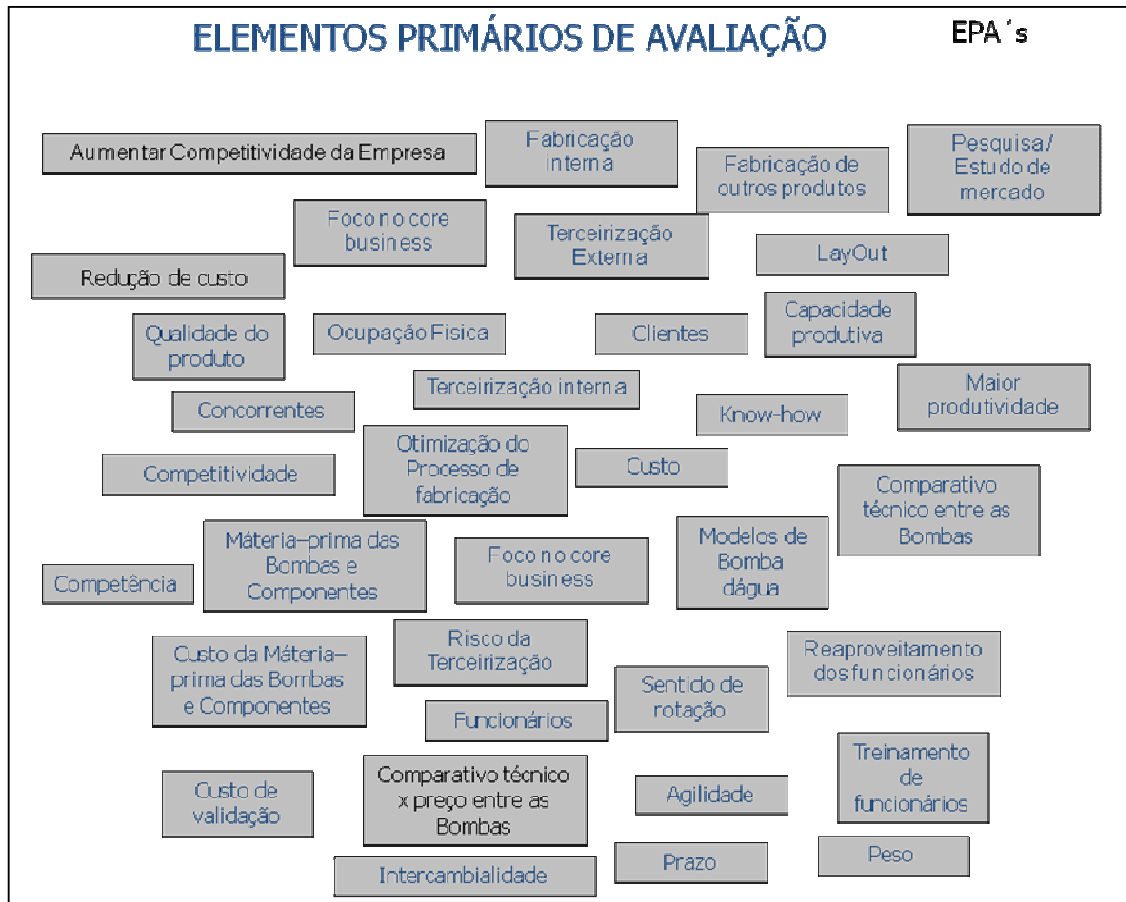 ELEMENTOS PRIMÁRIOS DE AVALIAÇÃO
EPA´s
Aumentar Competitividade da Empresa
Fabricação
interna
Fabricação de
outros produtos
Pesquisa/
Estudo de
mercado
Foco no core
business
Terceirização
Externa
LayOut
Redução de custo
Qualidade do
produto
Ocupação Fisica
Clientes
Capacidade
produtiva
Terceirização interna
Maior
produtividade
Concorrentes
Know-how
Otimização do
Processo de
fabricação
Custo
Competitividade
Comparativo
técnico entre as
Bombas
Máteria-prima das
Bombas e
Componentes
Foco no core
business
Modelos de
Bomba
dágua
Competência
Risco da
Terceirização
Reaproveitamento
dos funcionários
Custo da Máteria-
prima das Bombas
e Componentes
Sentido de
rotação
Funcionários
Treinamento
de
funcionários
Custo de
validação
Comparativo técnico
x preço entre as
Bombas
Agilidade
Intercambialidade
Prazo
Peso